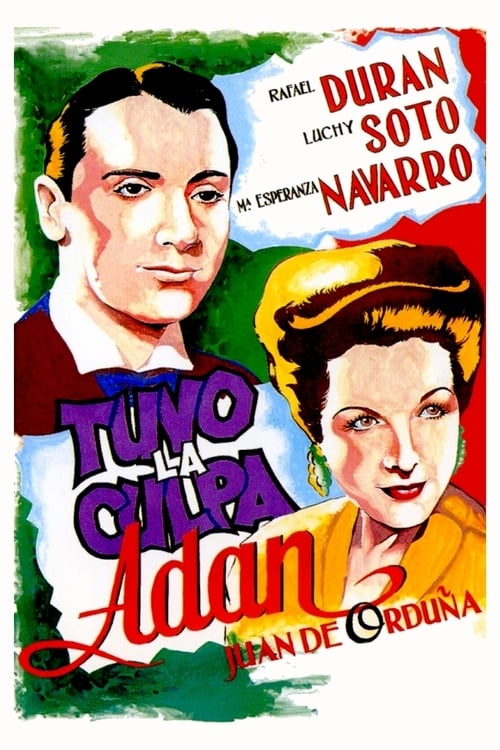 RAFAEL DURAN
LUCHY SOTO
Mª ESPERANZA NAVARRO
TUVO
LA
CULPA
Adan
JUAN DE ORDUÑA